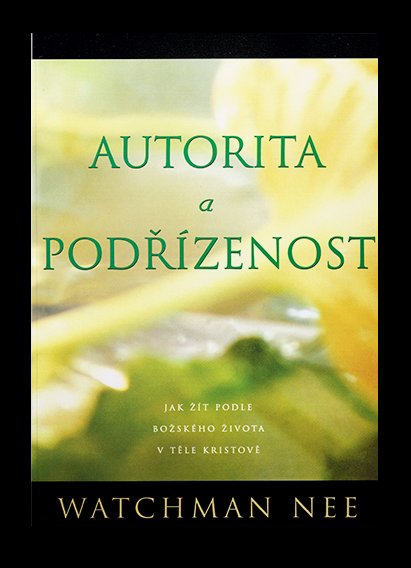 AUTORITA
a
PODŘÍZENOST
JAK ŽÍT PODLE
BOŽSKÉHO ŽIVOTA
V TĚLE KRISTOVĚ
WATCHMAN NEE